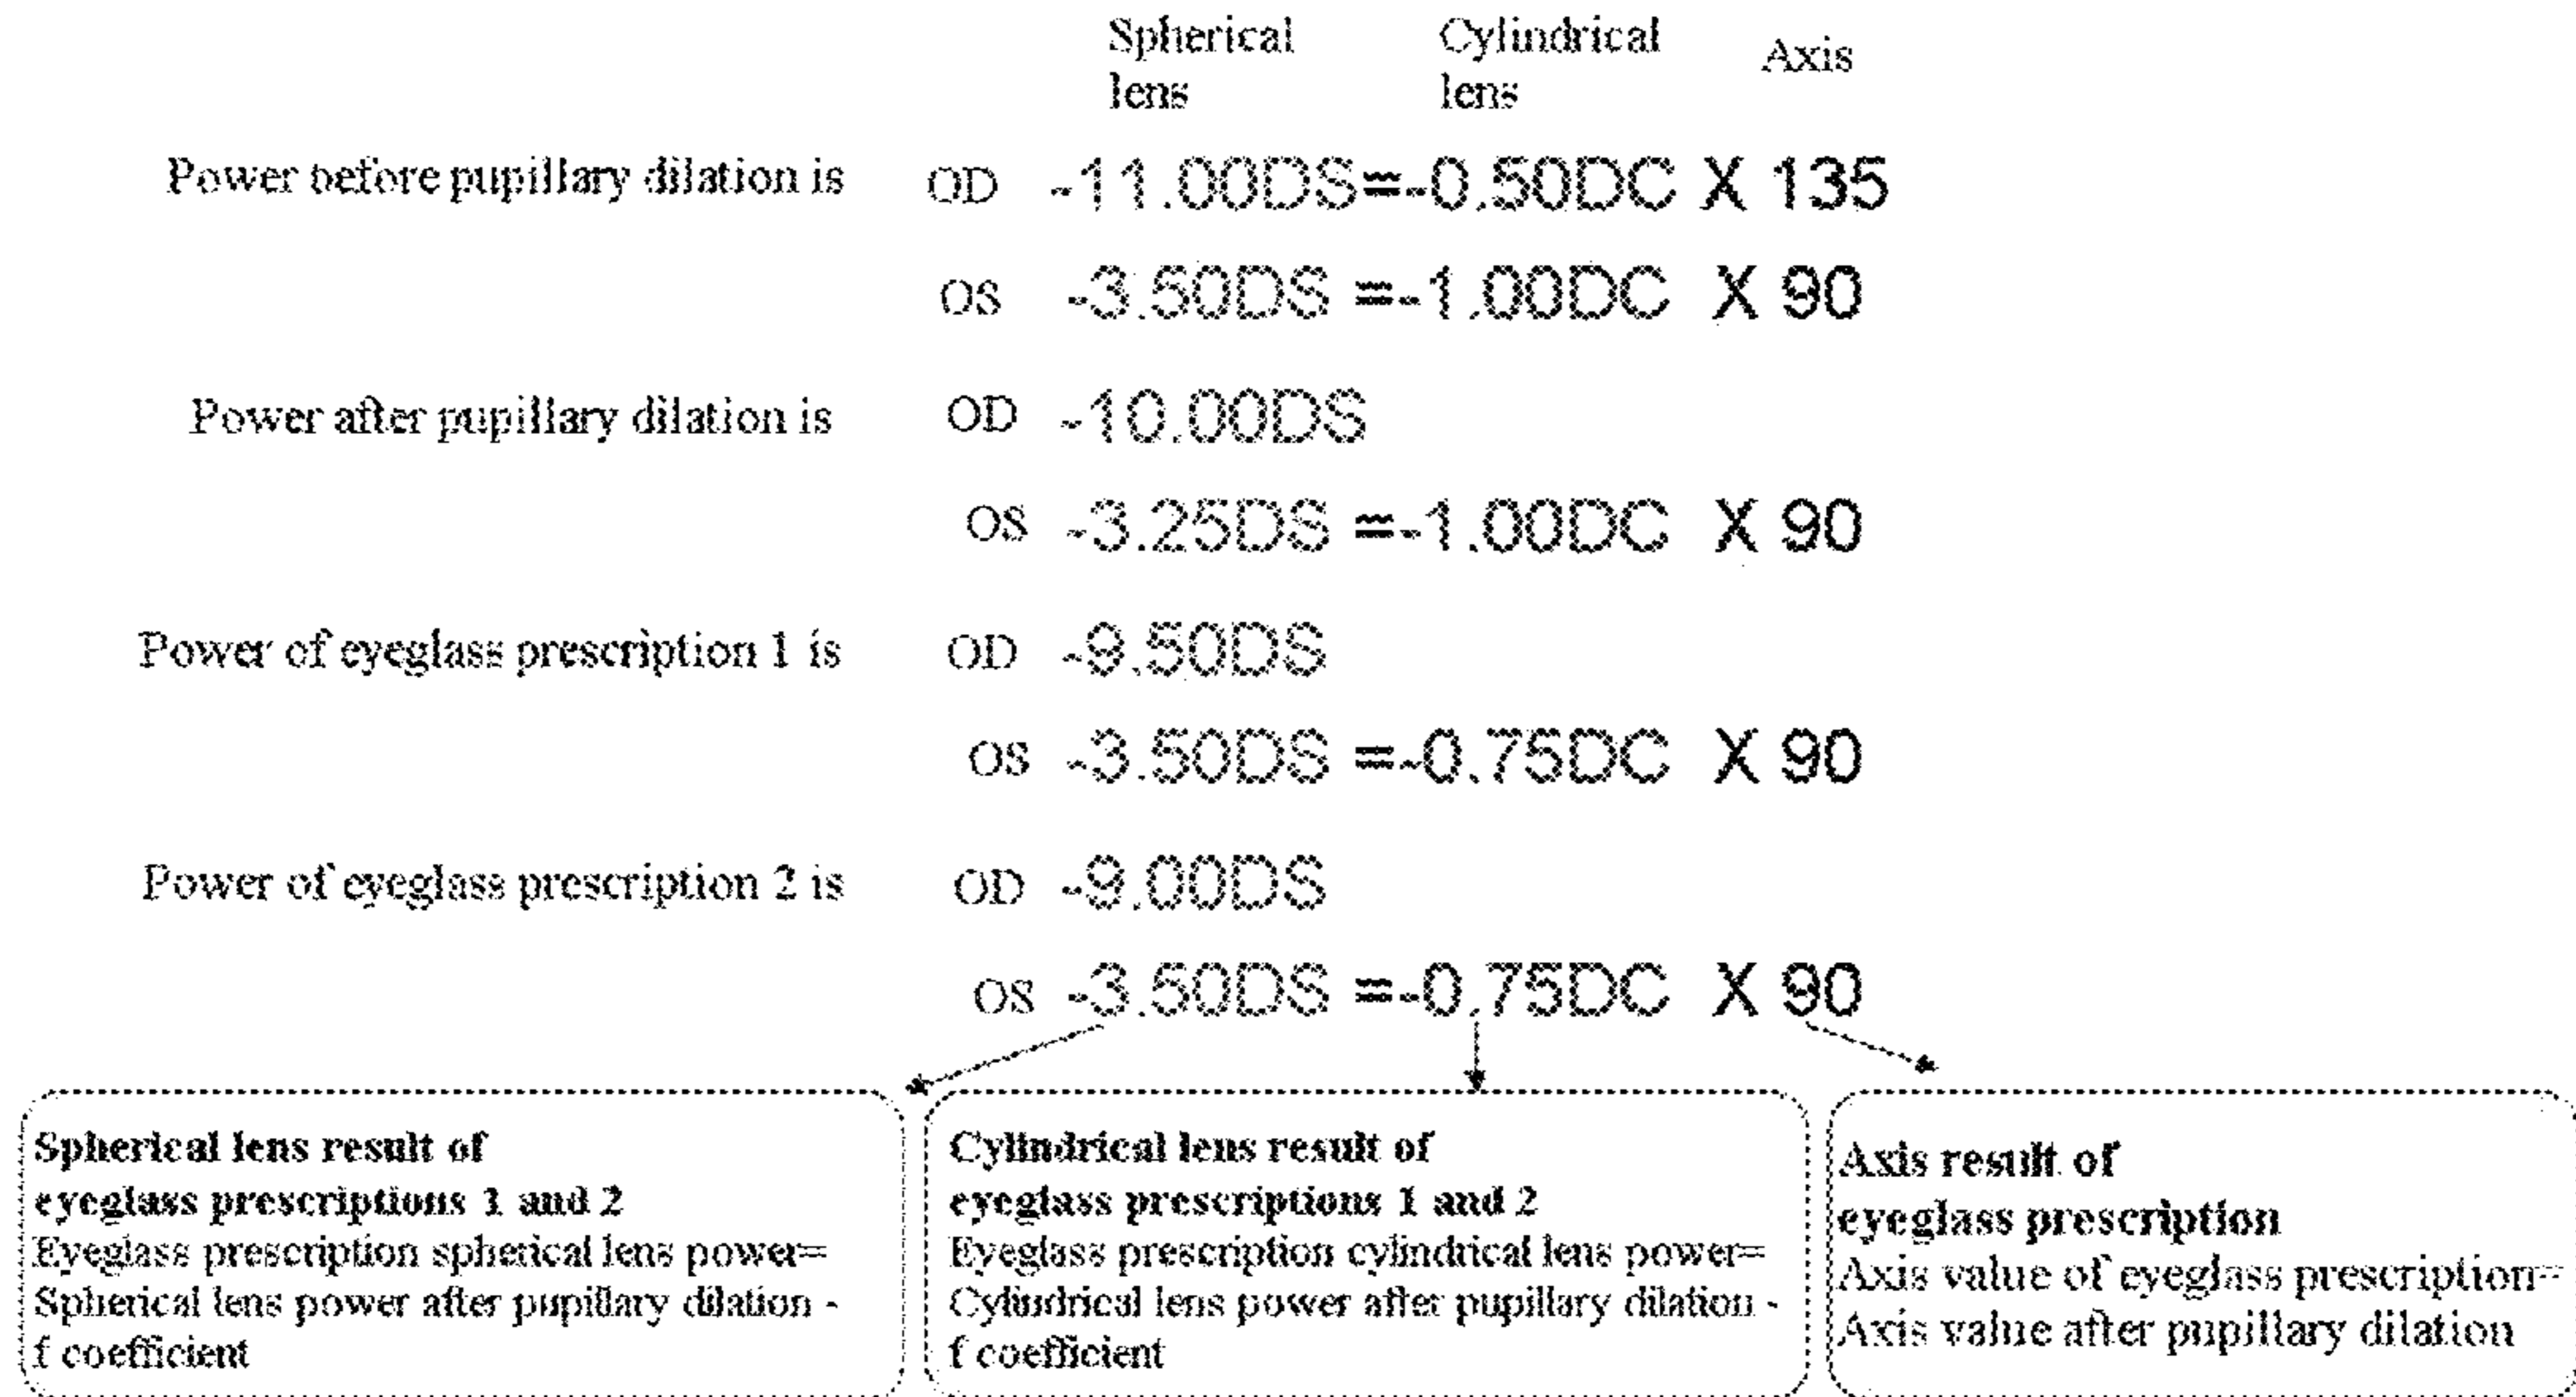 Spherical lens Cylindrical lens Axis
Power before pupillary dilation is OD -11.00DS=-0.50DC X 135
OS -3.50DS =-1.00DC X 90
Power after pupillary dilation is OD -10.00DS
OS -3.25DS =-1.00DC X 90
Power of eyeglass prescription 1 is OD -9.50DS
OS -3.50DS =-0.75DC X 90
Power of eyeglass prescription 2 is OD -9.00DS
OS -3.50DS =-0.75DC X 90
Spherical lens result of
eyeglass prescriptions 1 and 2
Eyeglass prescription spherical lens power=
Spherical lens power after pupillary dilation -
f coefficient
Cylindrical lens result of
eyeglass prescriptions 1 and 2
Eyeglass prescription cylindrical lens power=
Cylindrical lens power after pupillary dilation -
f coefficient
Axis result of
eyeglass prescription
Axis value of eyeglass prescription=
Axis value after pupillary dilation